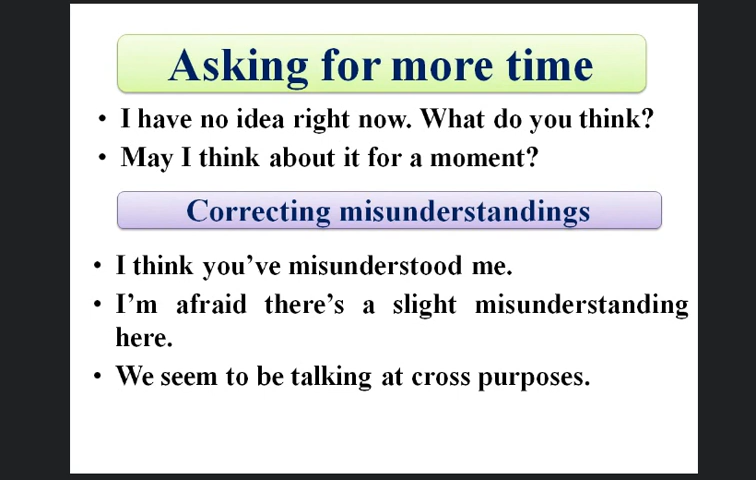 Asking for more time
• I have no idea right now. What do you think?
• May I think about it for a moment?
Correcting misunderstandings
• I think you’ve misunderstood me.
• I’m afraid there’s a slight misunderstanding
here.
• We seem to be talking at cross purposes.